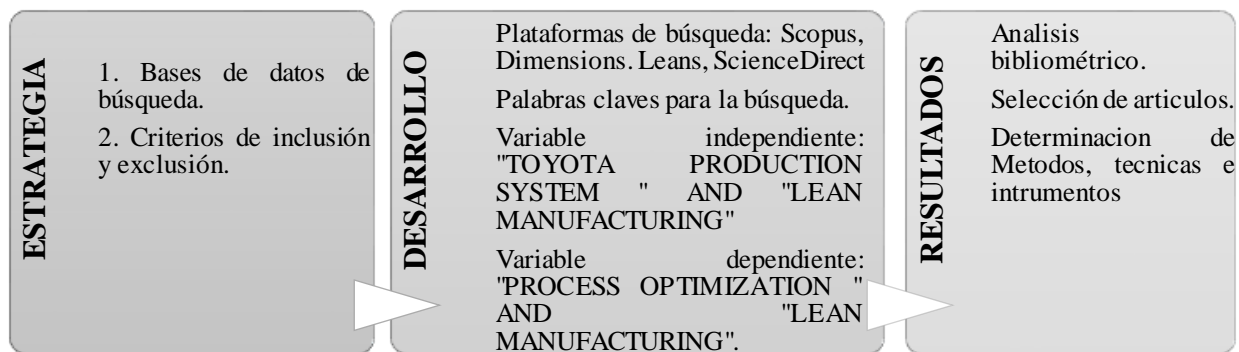 ESTRATEGIA
1. Bases de datos de
búsqueda.
2. Criterios de inclusión
y exclusión.
DESARROLLO
Plataformas de búsqueda: Scopus,
Dimensions. Leans, ScienceDirect
Palabras claves para la búsqueda.
Variable independiente:
"TOYOTA PRODUCTION
SYSTEM " AND "LEAN
MANUFACTURING"
Variable dependiente:
"PROCESS OPTIMIZATION "
AND "LEAN
MANUFACTURING".
RESULTADOS
Analisis
bibliométrico.
Selección de articulos.
Determinacion de
Metodos, tecnicas e
intrumentos